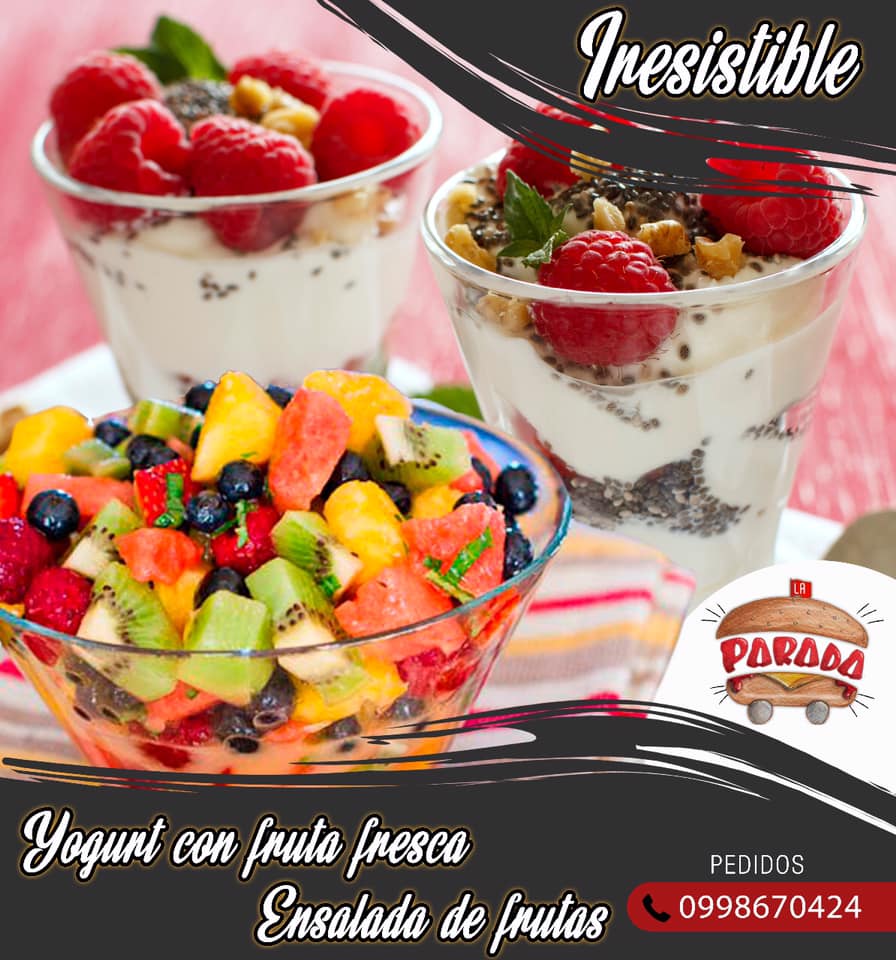 Iresistible
LA
PARADA
Yogurt con fruta fresca
Ensalada de frutas
PEDIDOS
0998670424